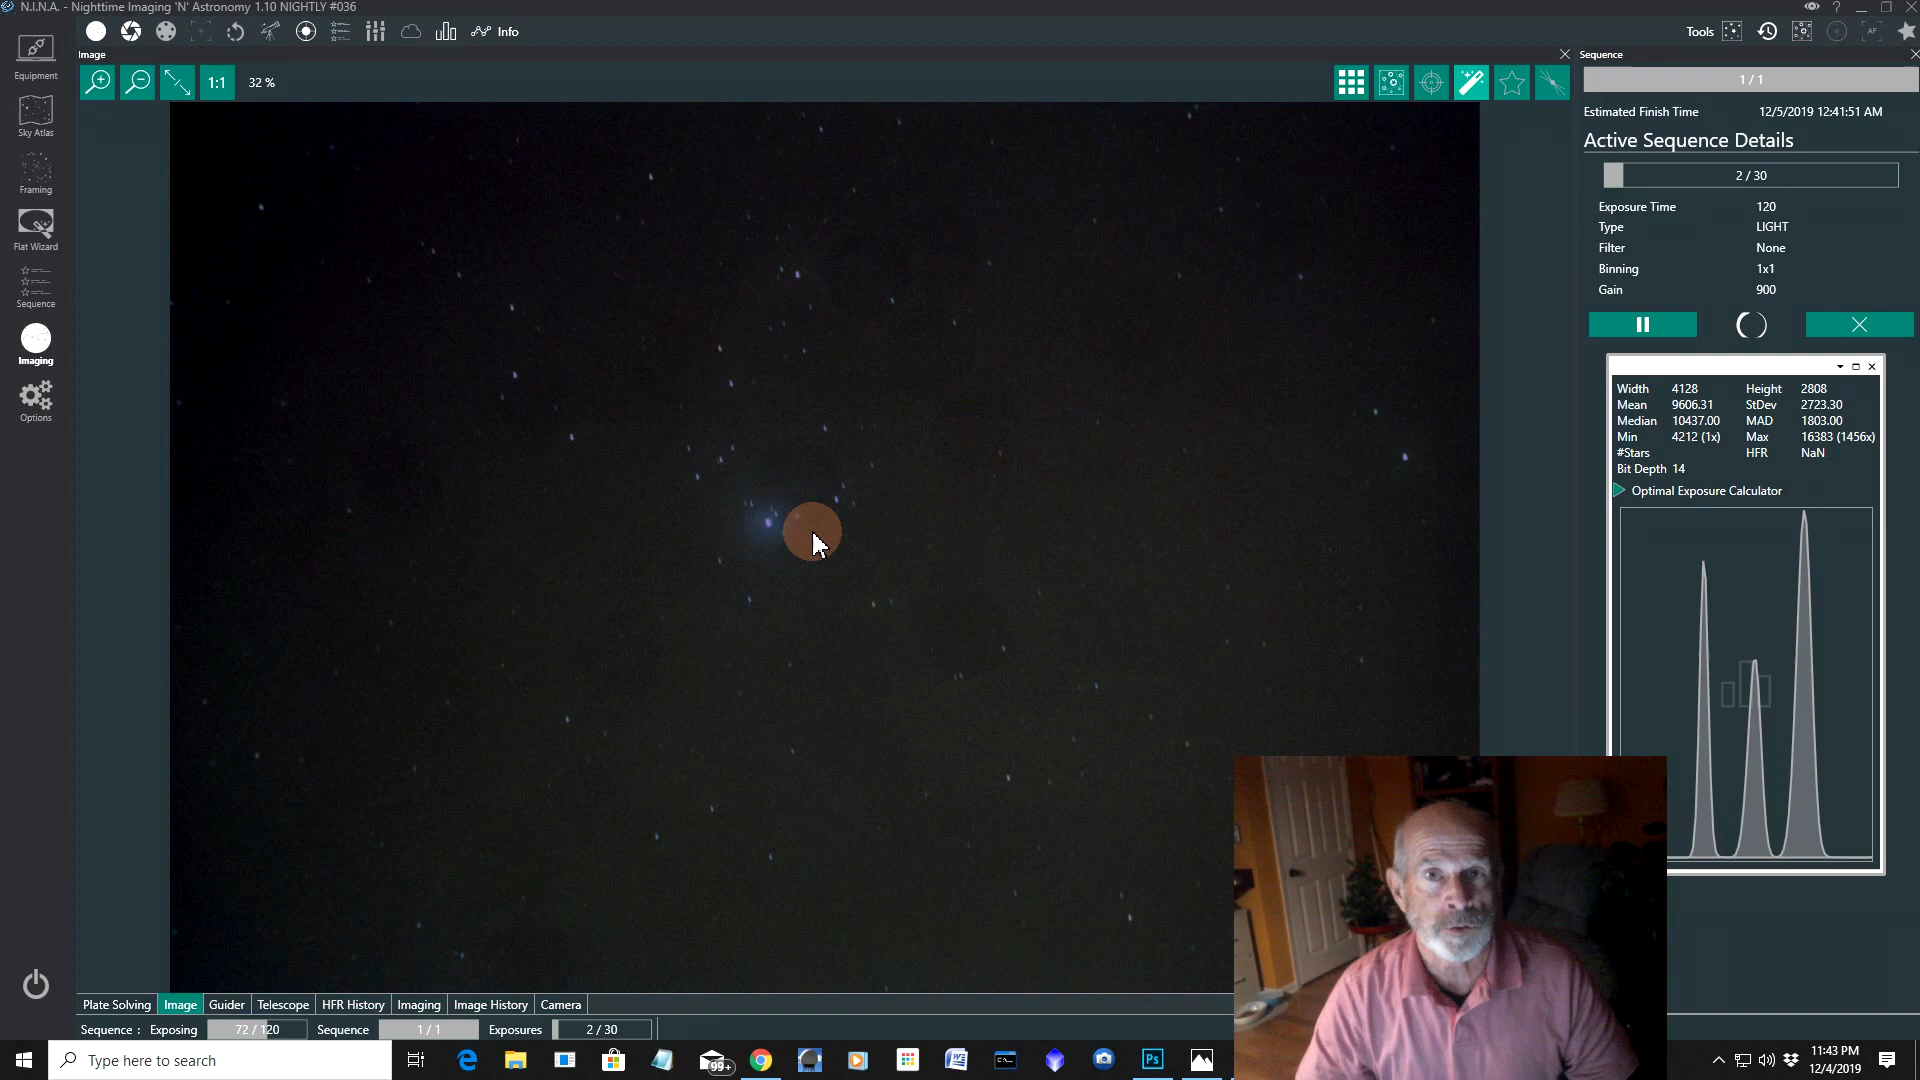 N.I.N.A. - Nighttime Imaging 'N' Astronomy 1.10 NIGHTLY #036
Info
Tools
AF
Image
Sequence
Equipment
Sky Atlas
Framing
Flat Wizard
Sequence
Imaging
Options
1:1
32 %
1 / 1
Estimated Finish Time 12/5/2019 12:41:51 AM
Active Sequence Details
2 / 30
Exposure Time 120
Type LIGHT
Filter None
Binning 1x1
Gain 900
Width 4128 Height 2808
Mean 9606.31 StDev 2723.30
Median 10437.00 MAD 1803.00
Min 4212 (1x) Max 16383 (1456x)
#Stars HFR NaN
Bit Depth 14
Optimal Exposure Calculator
Plate Solving Image Guider Telescope HFR History Imaging Image History Camera
Sequence : Exposing 72 / 120 Sequence 1 / 1 Exposures 2 / 30
Type here to search
99+
Ps
11:43 PM
12/4/2019